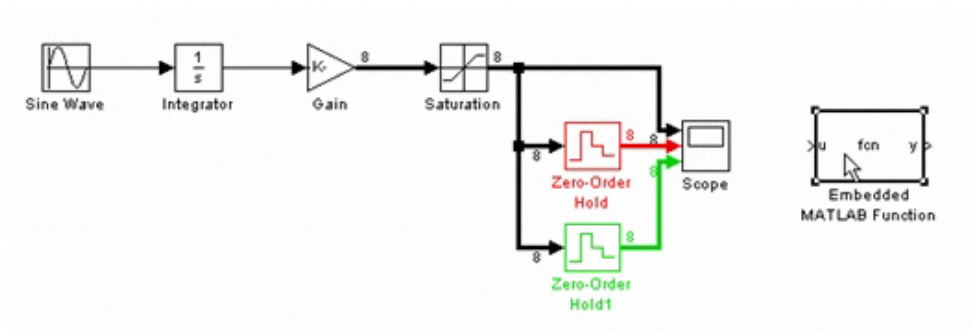 1
s
K-
8
8
Sine Wave
Integrator
Gain
Saturation
8
8
8
Zero-Order
Hold
8
Scope
u
fcn
y
Embedded
MATLAB Function
8
8
Zero-Order
Hold1